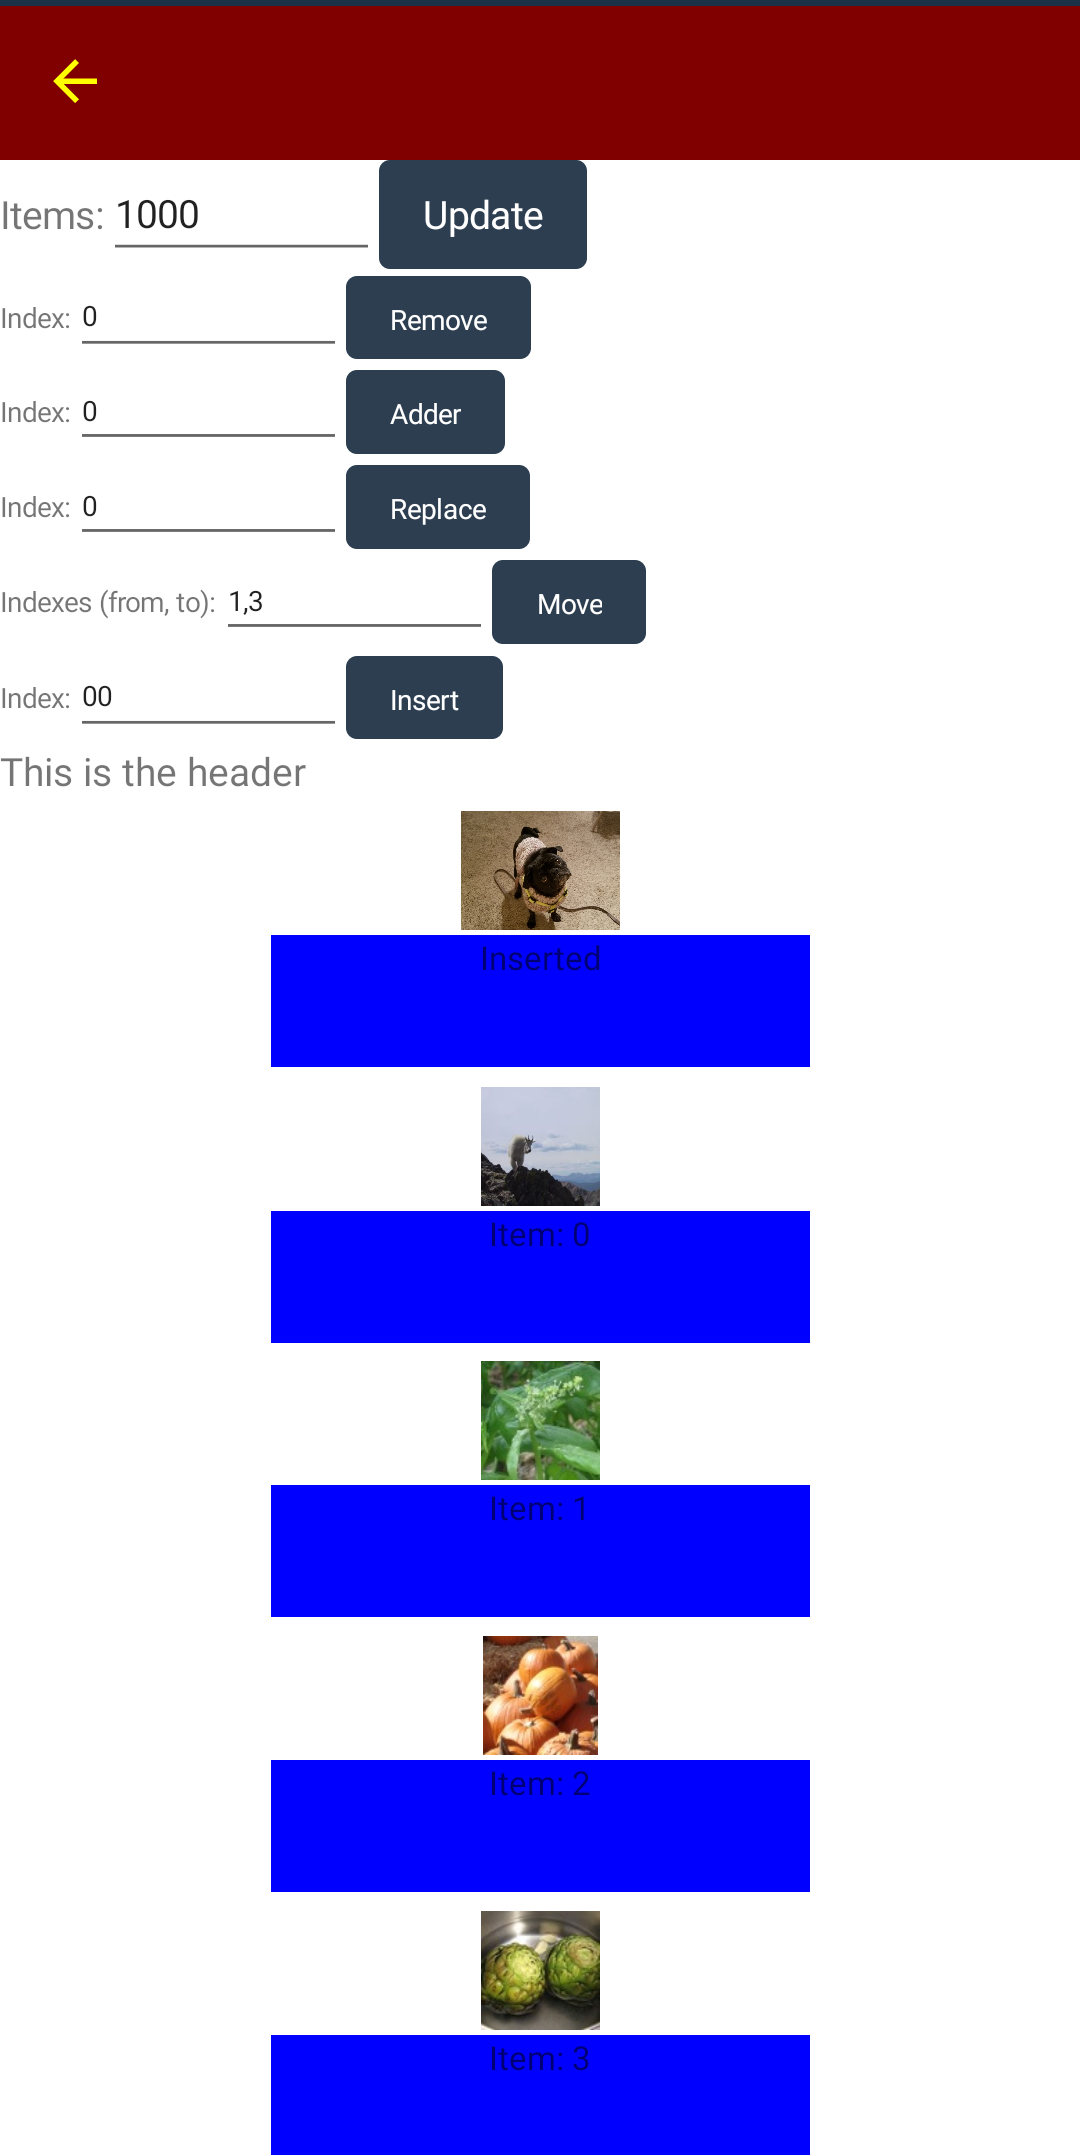 Items: 1000 Update
Index: 0 Remove
Index: 0 Adder
Index: 0 Replace
Indexes (from, to): 1,3 Move
Index: 00 Insert
This is the header
Inserted
Item: 0
Item: 1
Item: 2
Item: 3